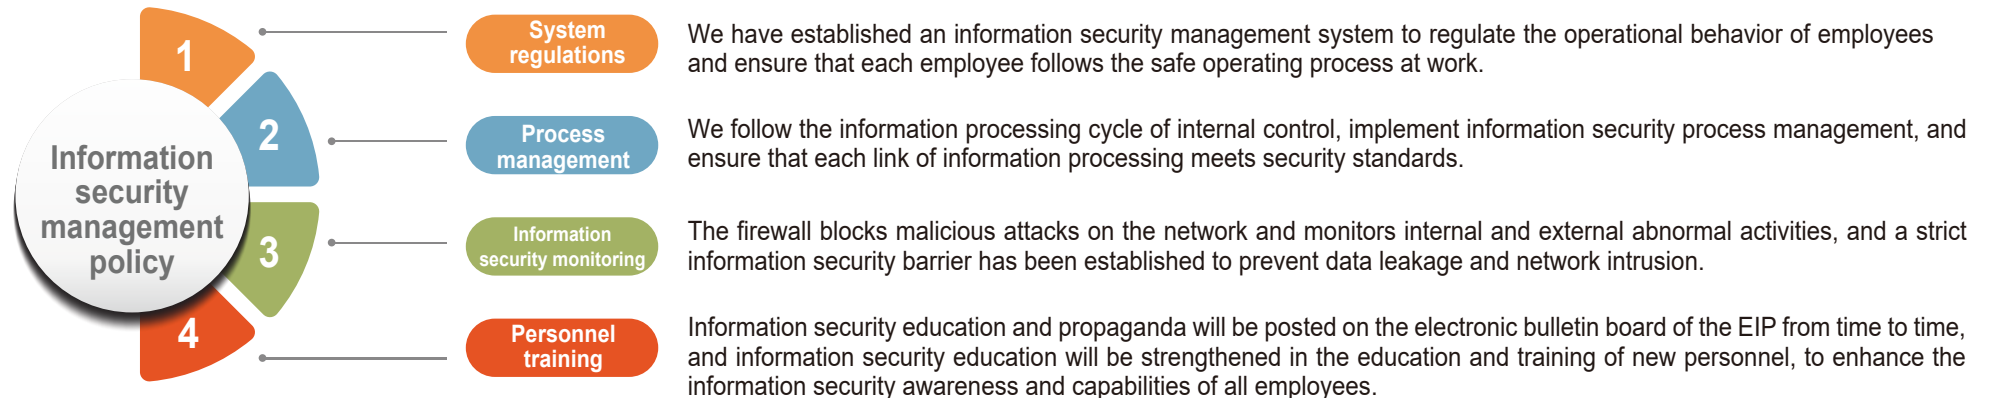 Information
security
management
policy
1
System
regulations
We have established an information security management system to regulate the operational behavior of employees
and ensure that each employee follows the safe operating process at work.
2
Process
management
We follow the information processing cycle of internal control, implement information security process management, and
ensure that each link of information processing meets security standards.
3
Information
security monitoring
The firewall blocks malicious attacks on the network and monitors internal and external abnormal activities, and a strict
information security barrier has been established to prevent data leakage and network intrusion.
4
Personnel
training
Information security education and propaganda will be posted on the electronic bulletin board of the EIP from time to time,
and information security education will be strengthened in the education and training of new personnel, to enhance the
information security awareness and capabilities of all employees.